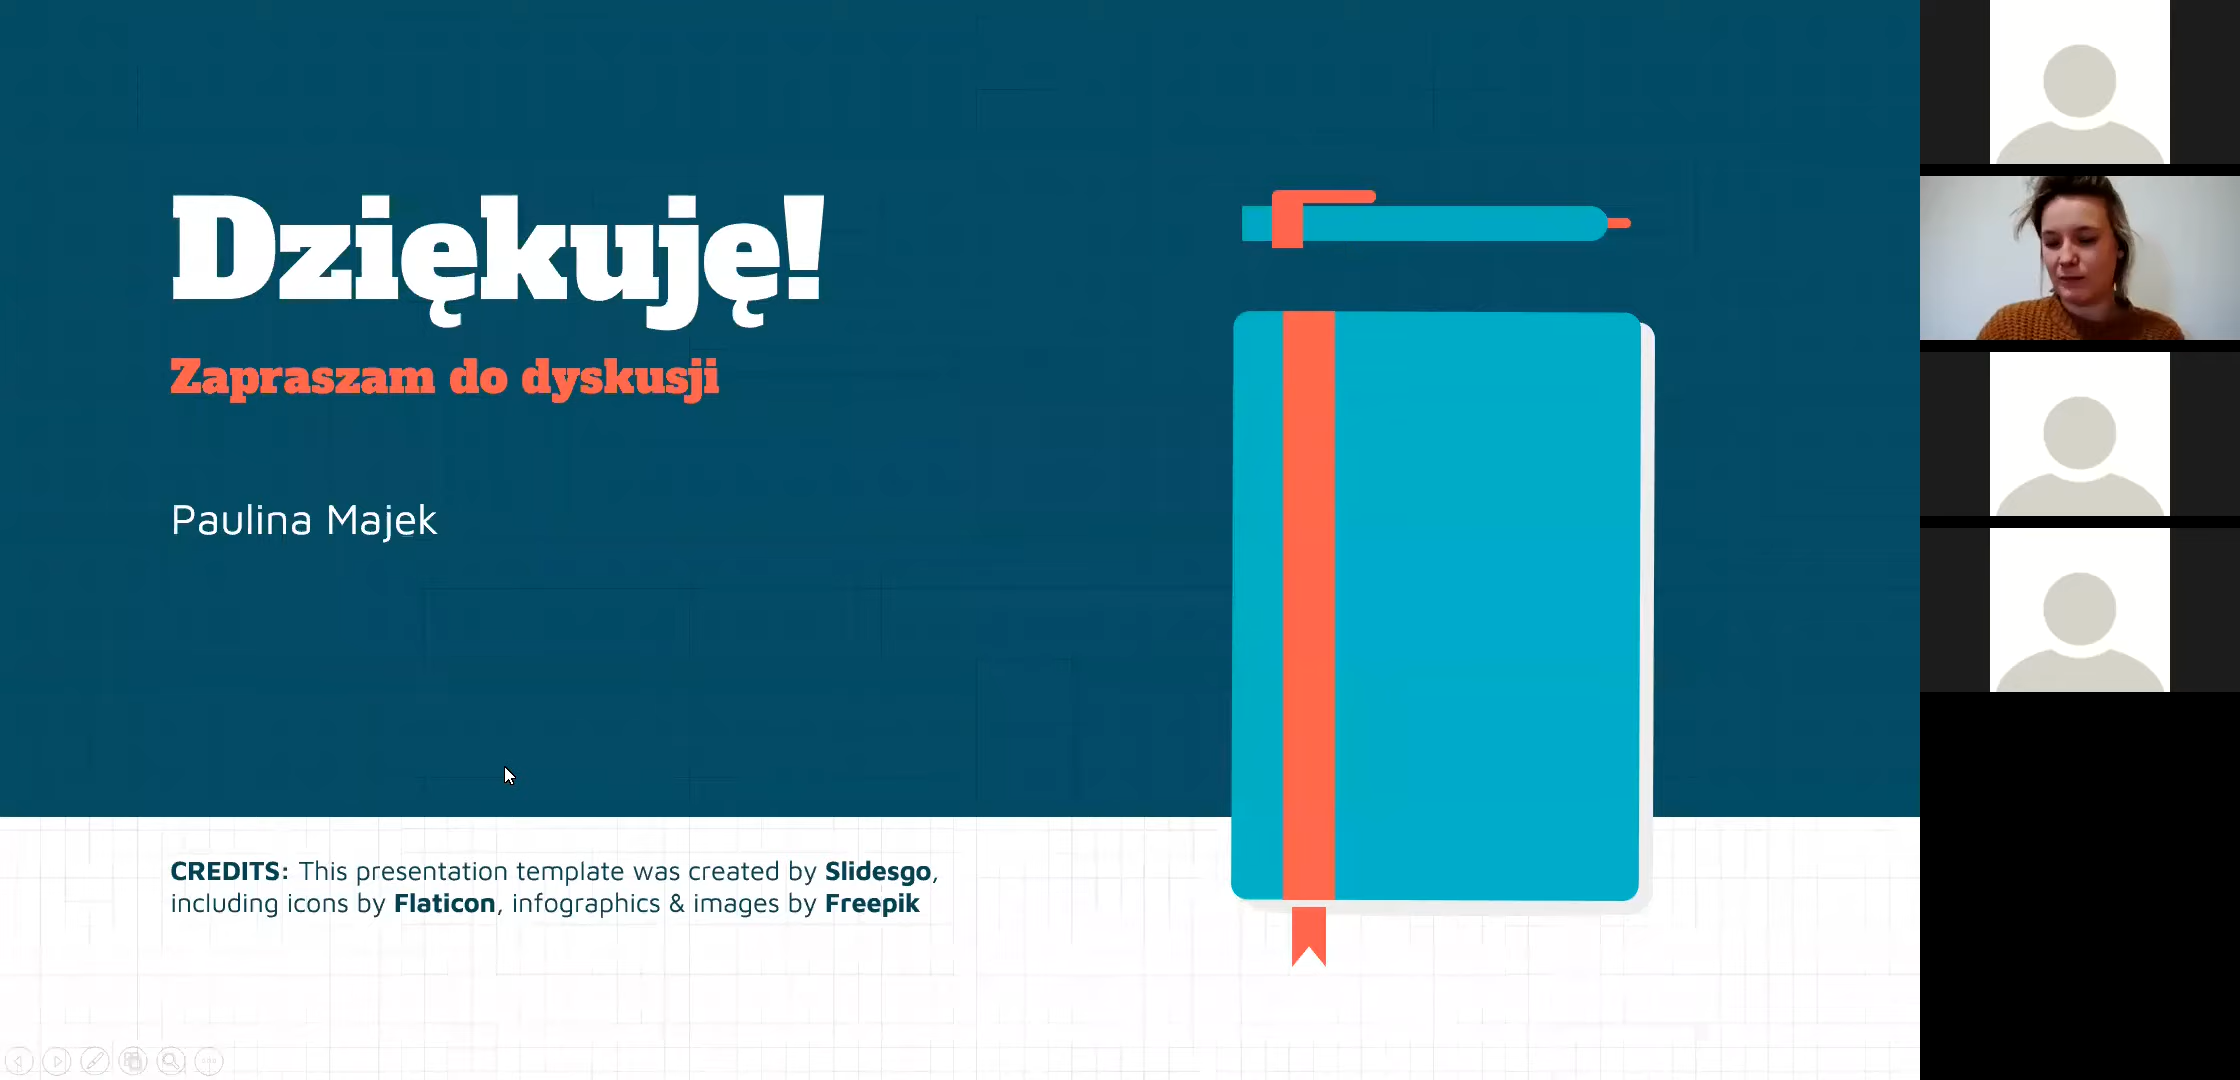 Dziękuję!
Zapraszam do dyskusji
Paulina Majek
CREDITS: This presentation template was created by Slidesgo,
including icons by Flaticon, infographics & images by Freepik